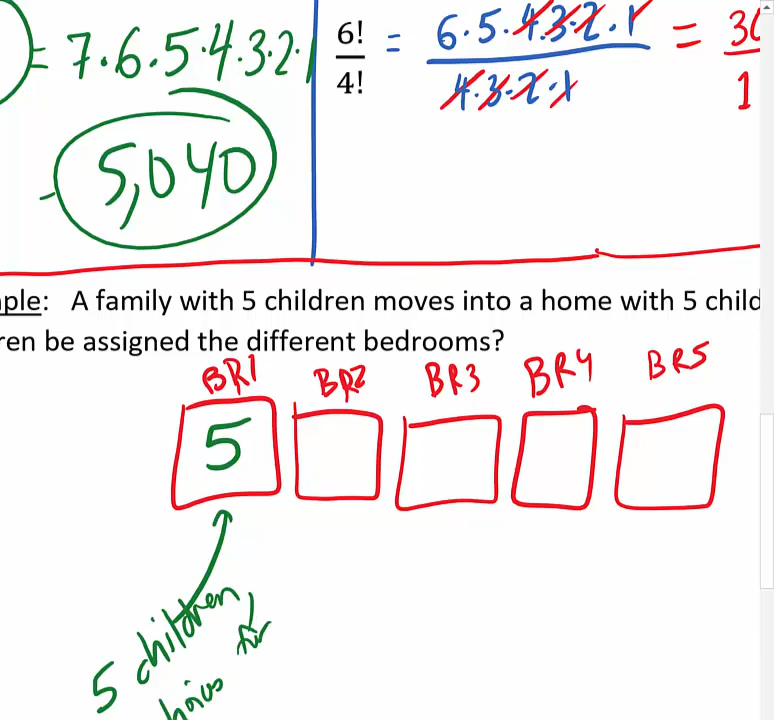 = 7.6.5.4.3.2.1
5,040
6!/4! = 6.5.4.3.2.1 / 4.3.2.1 = 30/1
ple: A family with 5 children moves into a home with 5 child
ren be assigned the different bedrooms?
BR1 BR2 BR3 BR4 BR5
5
5 children